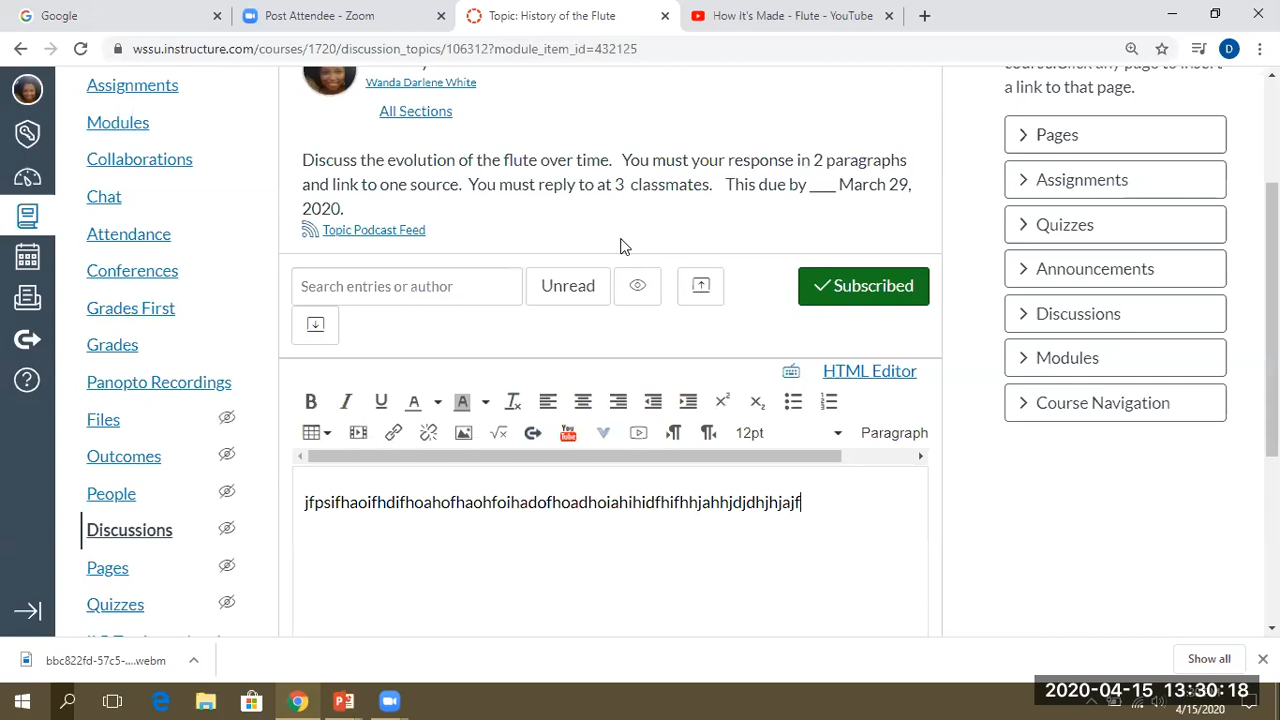 Google
Post Attendee - Zoom
Topic: History of the Flute
How it's Made - Flute - YouTube
wssu.instructure.com/courses/1720/discussion_topics/106312?module_item_id=432125
D
Assignments
Modules
Collaborations
Chat
Attendance
Conferences
Grades First
Grades
Panopto Recordings
Files
Outcomes
People
Discussions
Pages
Quizzes
Wanda Darlene White
All Sections
Discuss the evolution of the flute over time. You must your response in 2 paragraphs
and link to one source. You must reply to at 3 classmates. This due by ____ March 29,
2020.
Topic Podcast Feed
Search entries or author
Unread
Subscribed
HTML Editor
12pt
Paragraph
jfpsifhaoifhdifhoahofhaohfoihadofhoadhoiahihidfhifhhjahhjdjdhjhjajf
a link to that page.
Pages
Assignments
Quizzes
Announcements
Discussions
Modules
Course Navigation
bbc822fd-57c5-....webm
Show all
2020-04-15 13:30:18
4/15/2020